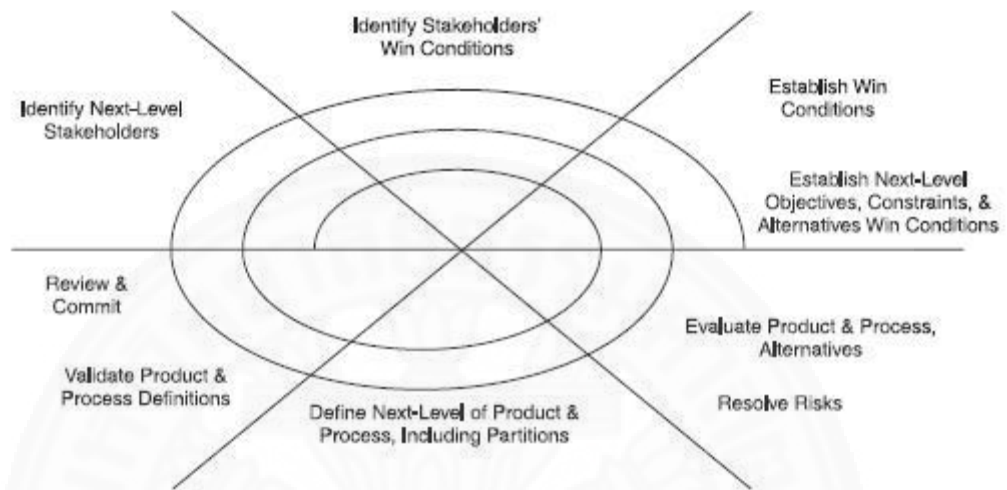 Identify Stakeholders'
Win Conditions
Identify Next-Level
Stakeholders
Establish Win
Conditions
Establish Next-Level
Objectives, Constraints, &
Alternatives Win Conditions
Review &
Commit
Evaluate Product & Process,
Alternatives
Validate Product &
Process Definitions
Define Next-Level of Product &
Process, Including Partitions
Resolve Risks